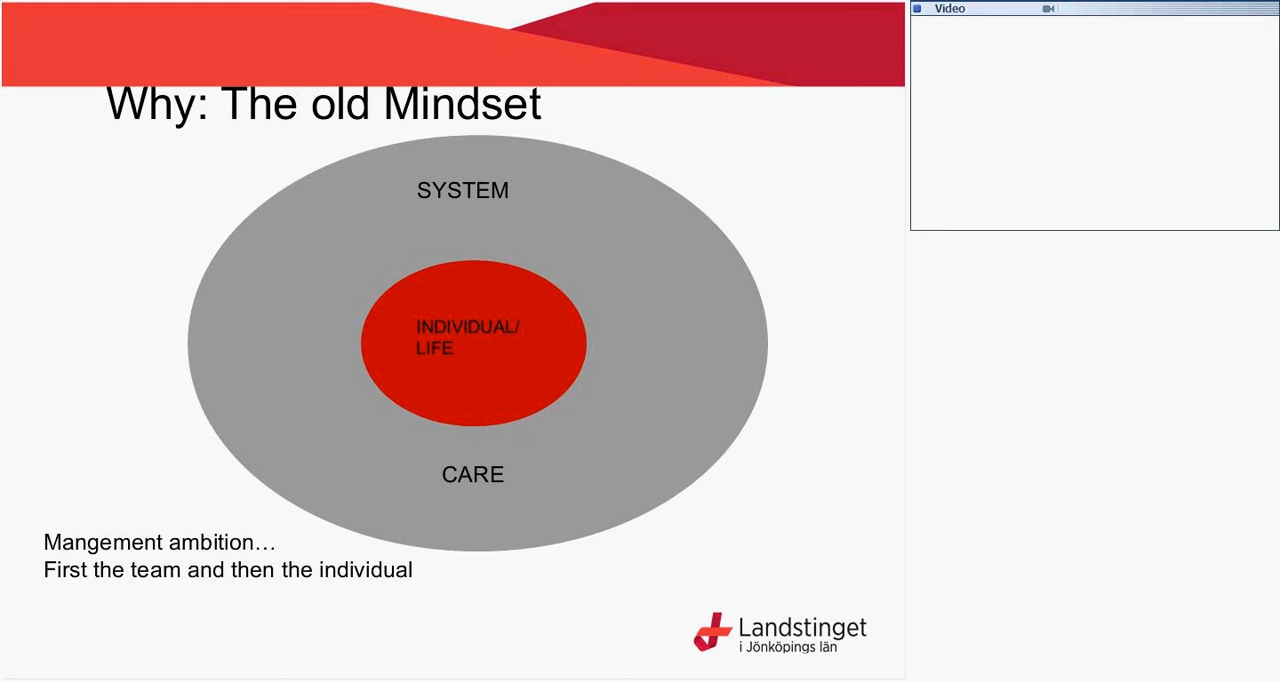 Video
Why: The old Mindset
SYSTEM
INDIVIDUAL/
LIFE
CARE
Mangement ambition…
First the team and then the individual
Landstinget
i Jönköpings län